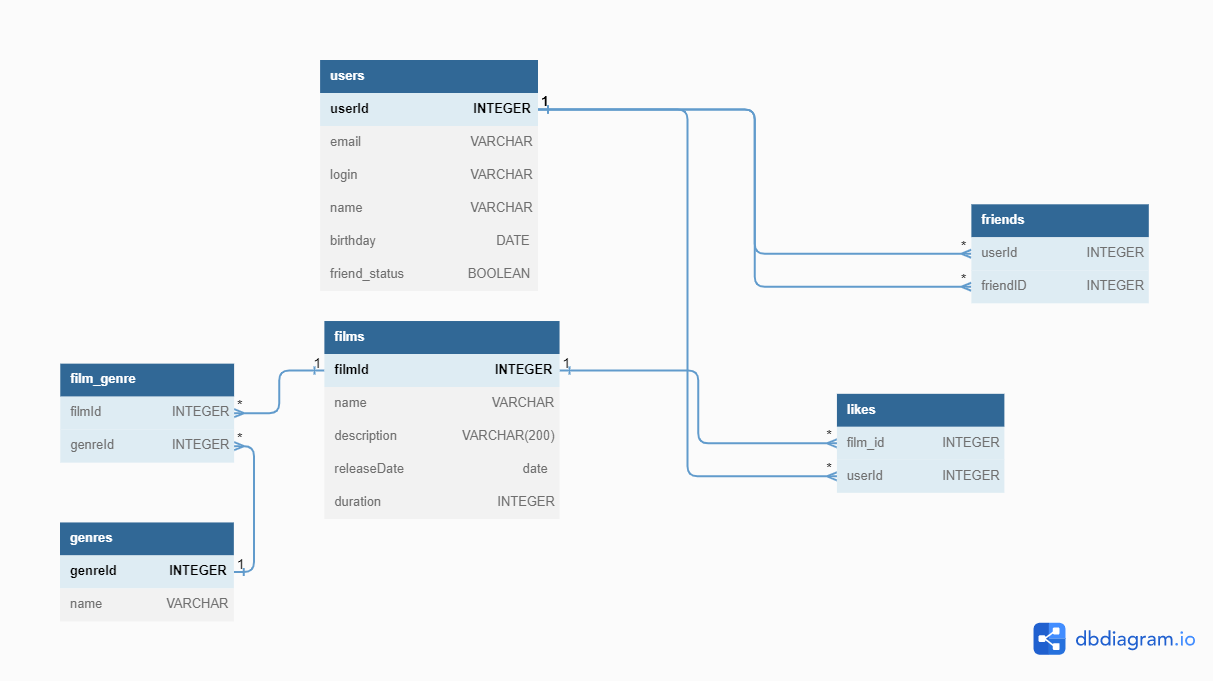 users
userId INTEGER 1
email VARCHAR
login VARCHAR
name VARCHAR
birthday DATE
friend_status BOOLEAN
friends
* userId INTEGER
* friendID INTEGER
films
1 filmId INTEGER 1
name VARCHAR
description VARCHAR(200)
releaseDate date
duration INTEGER
film_genre
filmId INTEGER *
genreId INTEGER *
likes
* film_id INTEGER
* userId INTEGER
genres
genreId INTEGER 1
name VARCHAR
dbdiagram.io